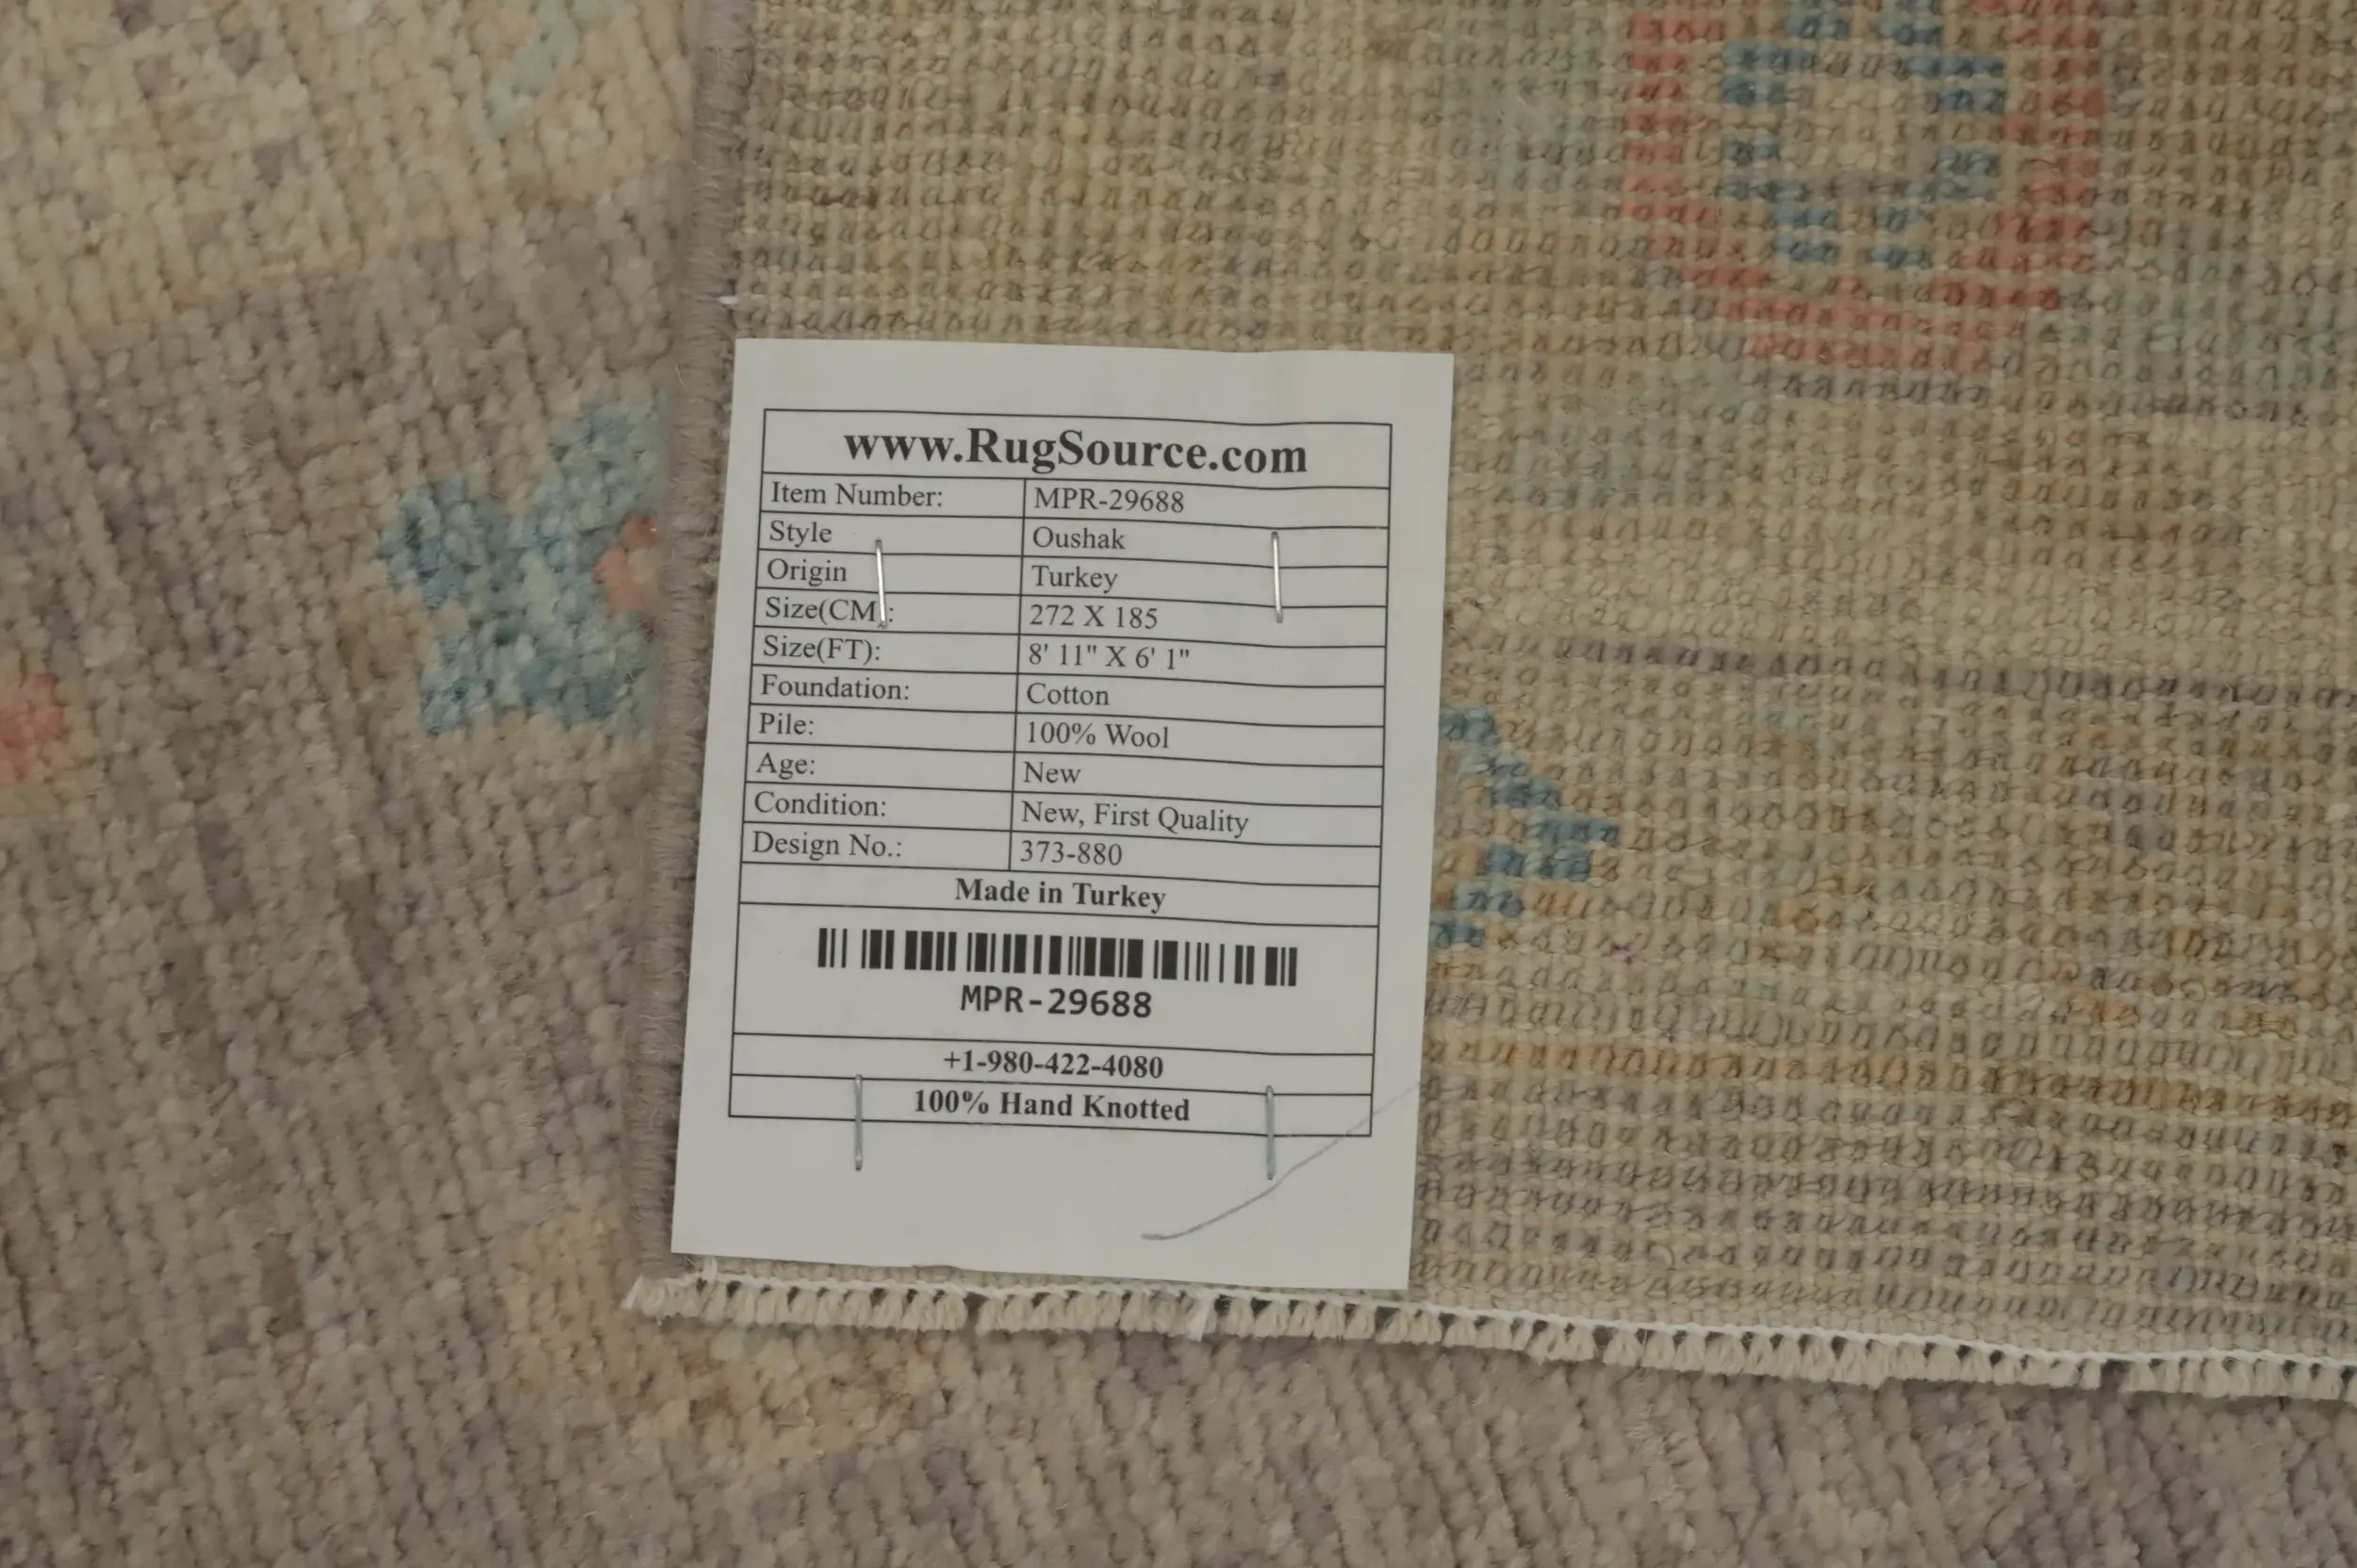 www.RugSource.com
Item Number: MPR-29688
Style Oushak
Origin Turkey
Size(CM): 272 X 185
Size(FT): 8' 11" X 6' 1"
Foundation: Cotton
Pile: 100% Wool
Age: New
Condition: New, First Quality
Design No.: 373-880
Made in Turkey
MPR-29688
+1-980-422-4080
100% Hand Knotted